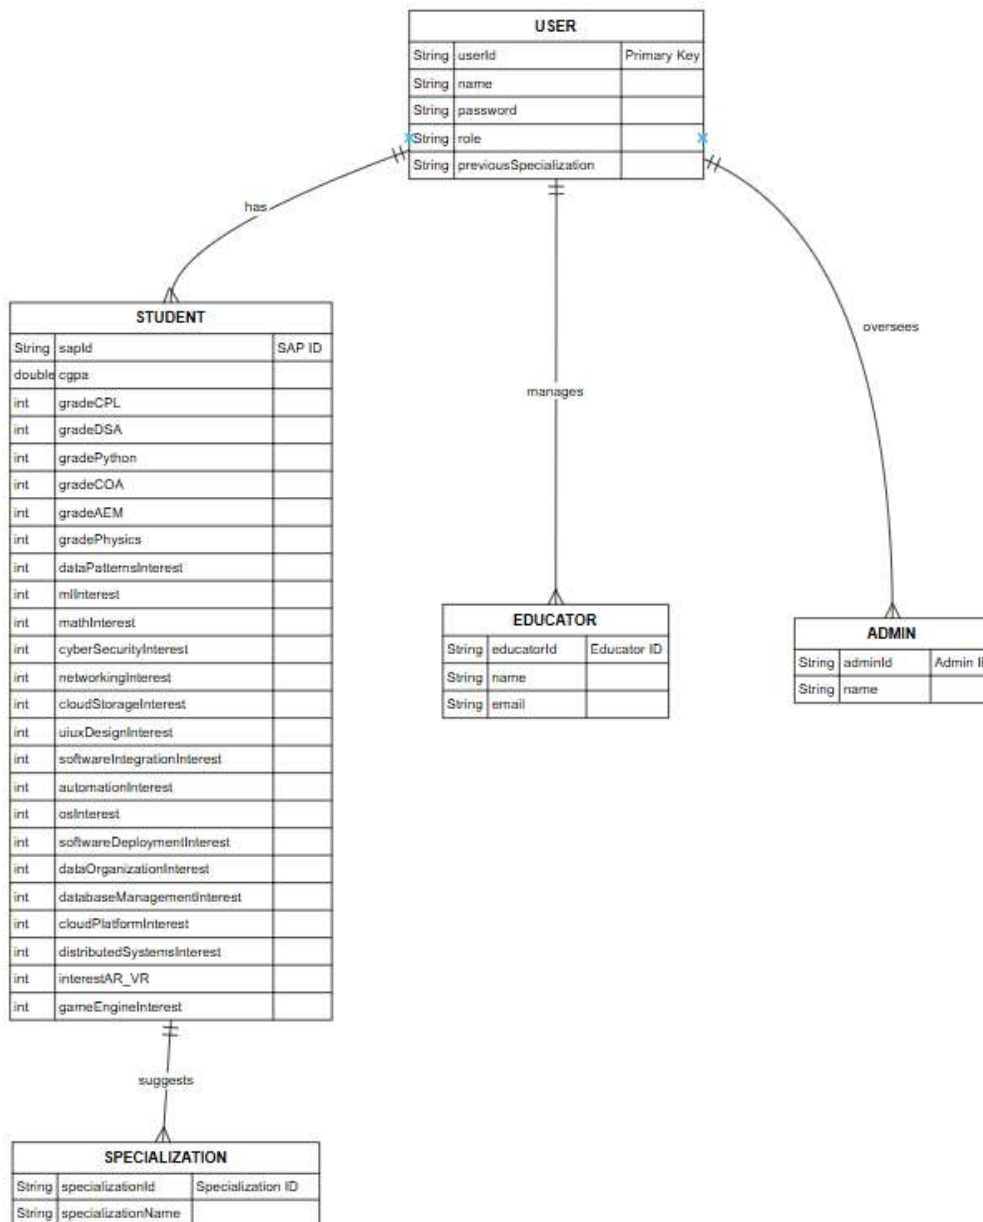 USER
String userId Primary Key
String name
String password
String role
String previousSpecialization
has
STUDENT
String sapId SAP ID
double cgpa
int gradeCPL
int gradeDSA
int gradePython
int gradeCOA
int gradeAEM
int gradePhysics
int dataPatternsInterest
int mlInterest
int mathInterest
int cyberSecurityInterest
int networkingInterest
int cloudStorageInterest
int uiuxDesignInterest
int softwareIntegrationInterest
int automationInterest
int osInterest
int softwareDeploymentInterest
int dataOrganizationInterest
int databaseManagementInterest
int cloudPlatformInterest
int distributedSystemsInterest
int interestAR_VR
int gameEngineInterest
manages
EDUCATOR
String educatorId Educator ID
String name
String email
oversees
ADMIN
String adminId Admin ID
String name
suggests
SPECIALIZATION
String specializationId Specialization ID
String specializationName